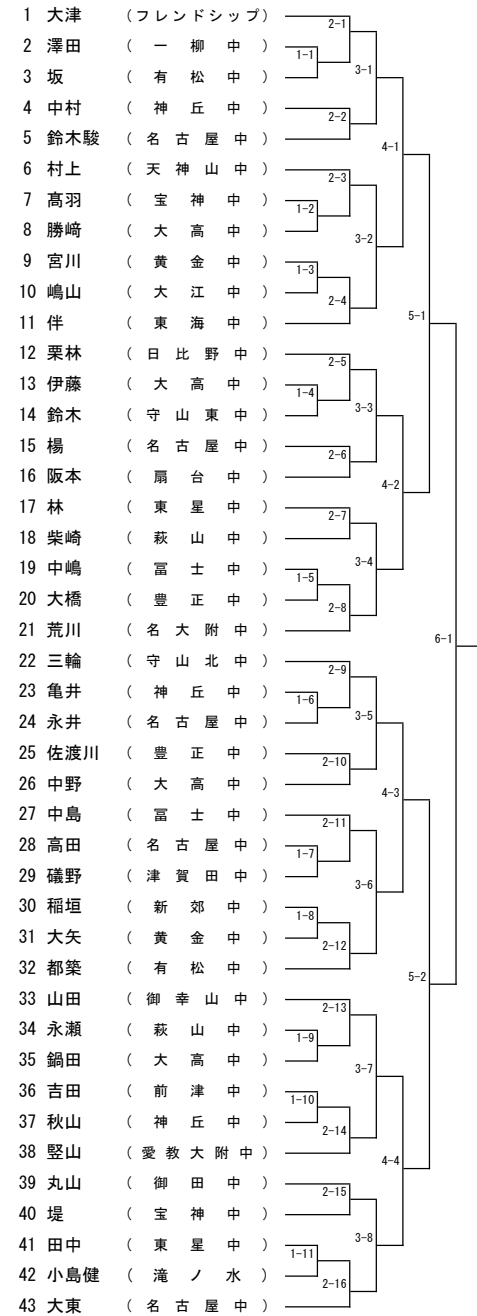 1 大津 (フレンドシップ)
2-1
2 澤田 ( 一 柳 中 )
1-1
3 坂 ( 有 松 中 )
3-1
4 中村 ( 神 丘 中 )
2-2
5 鈴木駿 ( 名 古 屋 中 )
4-1
6 村上 ( 天 神 山 中 )
2-3
7 髙羽 ( 宝 神 中 )
1-2
8 勝﨑 ( 大 高 中 )
3-2
9 宮川 ( 黄 金 中 )
1-3
10 嶋山 ( 大 江 中 )
2-4
11 伴 ( 東 海 中 )
5-1
12 栗林 ( 日 比 野 中 )
2-5
13 伊藤 ( 大 高 中 )
1-4
14 鈴木 ( 守 山 東 中 )
3-3
15 楊 ( 名 古 屋 中 )
2-6
16 阪本 ( 扇 台 中 )
4-2
17 林 ( 東 星 中 )
2-7
18 柴崎 ( 萩 山 中 )
3-4
19 中嶋 ( 冨 士 中 )
1-5
20 大橋 ( 豊 正 中 )
2-8
21 荒川 ( 名 大 附 中 )
6-1
22 三輪 ( 守 山 北 中 )
2-9
23 亀井 ( 神 丘 中 )
1-6
24 永井 ( 名 古 屋 中 )
3-5
25 佐渡川 ( 豊 正 中 )
2-10
26 中野 ( 大 高 中 )
4-3
27 中島 ( 冨 士 中 )
2-11
28 高田 ( 名 古 屋 中 )
1-7
29 礒野 ( 津 賀 田 中 )
3-6
30 稲垣 ( 新 郊 中 )
1-8
31 大矢 ( 黄 金 中 )
2-12
32 都築 ( 有 松 中 )
5-2
33 山田 ( 御 幸 山 中 )
2-13
34 永瀬 ( 萩 山 中 )
1-9
35 鍋田 ( 大 高 中 )
3-7
36 吉田 ( 前 津 中 )
1-10
37 秋山 ( 神 丘 中 )
2-14
38 竪山 ( 愛 教 大 附 中 )
4-4
39 丸山 ( 御 田 中 )
2-15
40 堤 ( 宝 神 中 )
3-8
41 田中 ( 東 星 中 )
1-11
42 小島健 ( 滝 ノ 水 )
2-16
43 大東 ( 名 古 屋 中 )